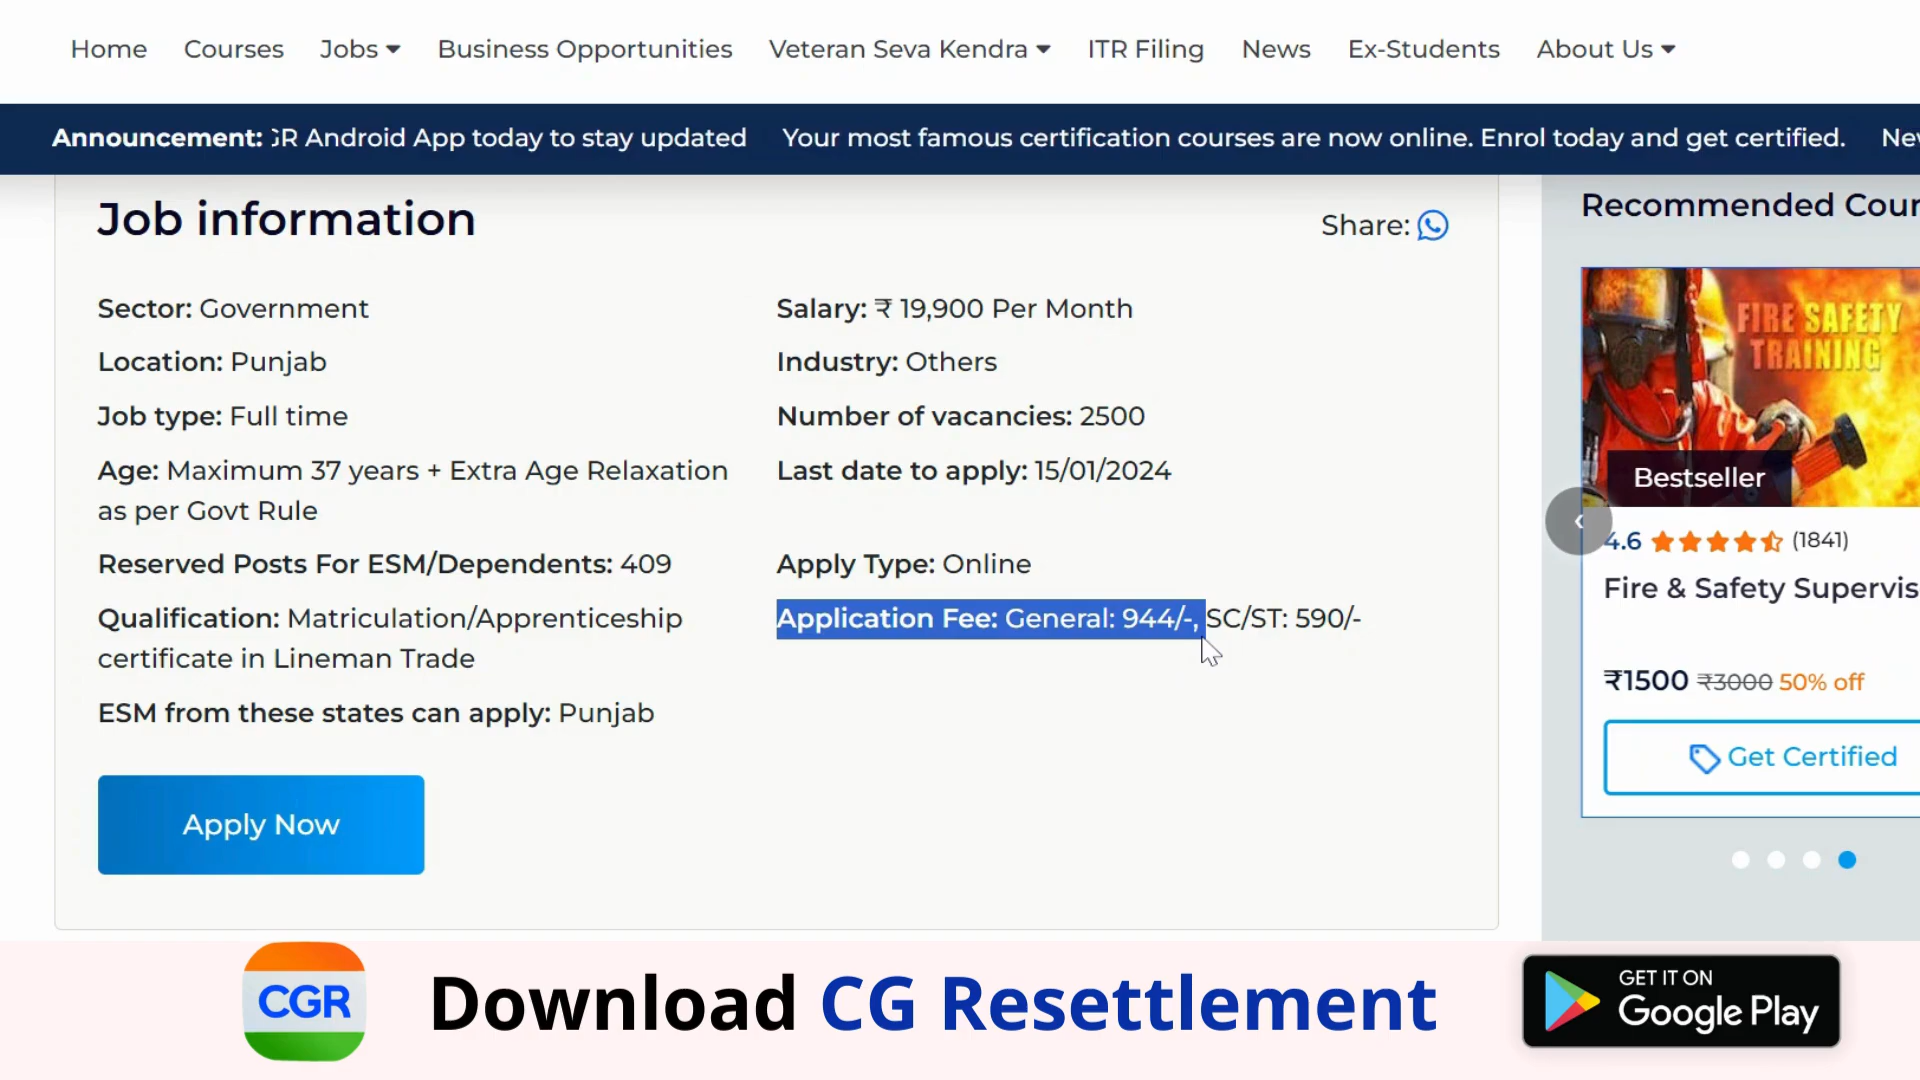 Home Courses Jobs Business Opportunities Veteran Seva Kendra ITR Filing News Ex-Students About Us
Announcement: GR Android App today to stay updated Your most famous certification courses are now online. Enrol today and get certified. Nev
Job information
Share:
Sector: Government
Salary: ₹ 19,900 Per Month
Location: Punjab
Industry: Others
Job type: Full time
Number of vacancies: 2500
Age: Maximum 37 years + Extra Age Relaxation
as per Govt Rule
Last date to apply: 15/01/2024
Reserved Posts For ESM/Dependents: 409
Apply Type: Online
Qualification: Matriculation/Apprenticeship
certificate in Lineman Trade
Application Fee: General: 944/-, SC/ST: 590/-
ESM from these states can apply: Punjab
Apply Now
Recommended Cour
FIRE SAFETY
TRAINING
Bestseller
4.6 (1841)
Fire & Safety Supervis
₹1500 ₹3000 50% off
Get Certified
CGR
Download CG Resettlement
GET IT ON
Google Play